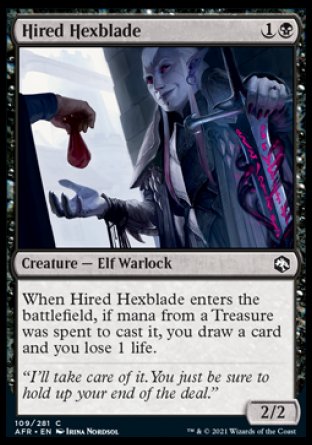 Hired Hexblade 1
Creature — Elf Warlock
When Hired Hexblade enters the
battlefield, if mana from a Treasure
was spent to cast it, you draw a card
and you lose 1 life.
“I'll take care of it. You just be sure to
hold up your end of the deal.”
2/2
109/281 C
AFR • EN Irina Nordsol
™ & © 2021 Wizards of the Coast